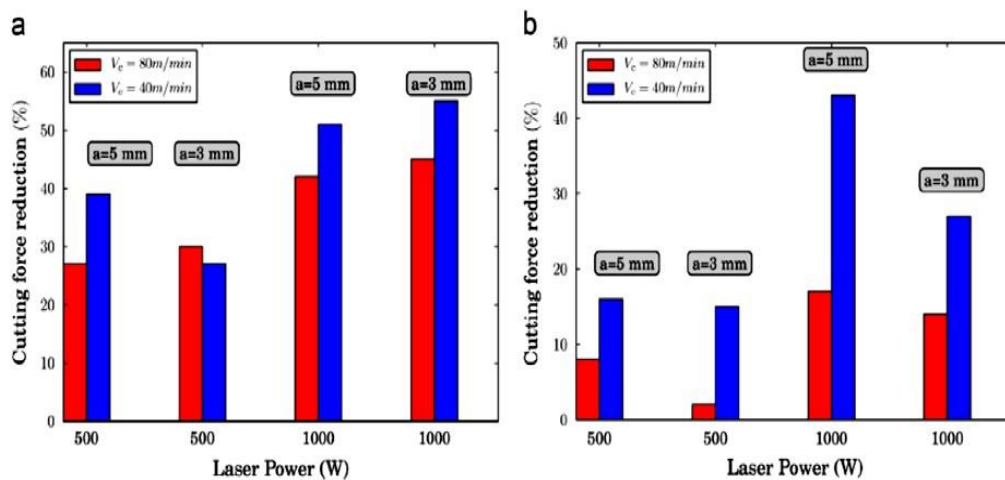 a
Cutting force reduction (%)
60
50
40
30
20
10
0
V_c = 80m/min
V_c = 40m/min
a=5 mm
a=3 mm
a=5 mm
a=3 mm
500
500
1000
1000
Laser Power (W)
b
Cutting force reduction (%)
50
40
30
20
10
0
V_c = 80m/min
V_c = 40m/min
a=5 mm
a=3 mm
a=5 mm
a=3 mm
500
500
1000
1000
Laser Power (W)